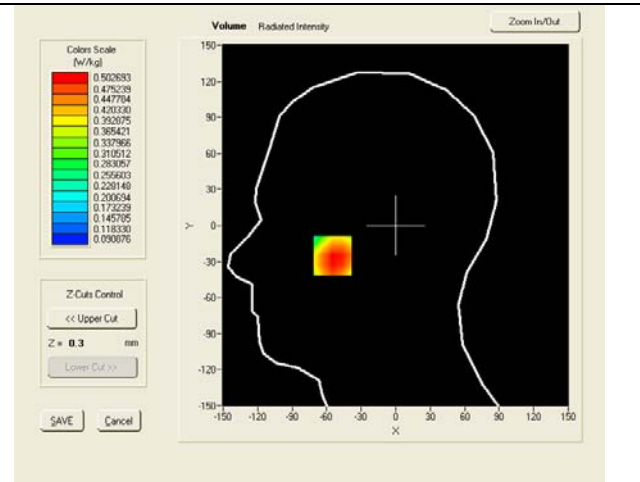 Volume Radiated Intensity
Zoom In/Out
Colors Scale
(W/kg)
0.502693
0.475239
0.447784
0.420330
0.392875
0.365421
0.337966
0.310512
0.283057
0.255603
0.228148
0.200694
0.173239
0.145785
0.118330
0.090876
Z-Cuts Control
<< Upper Cut
Z = 0.3 mm
Lower Cut >>
SAVE Cancel
150
120
90
60
30
0
-30
-60
-90
-120
-150
Y
-150 -120 -90 -60 -30 0 30 60 90 120 150
X